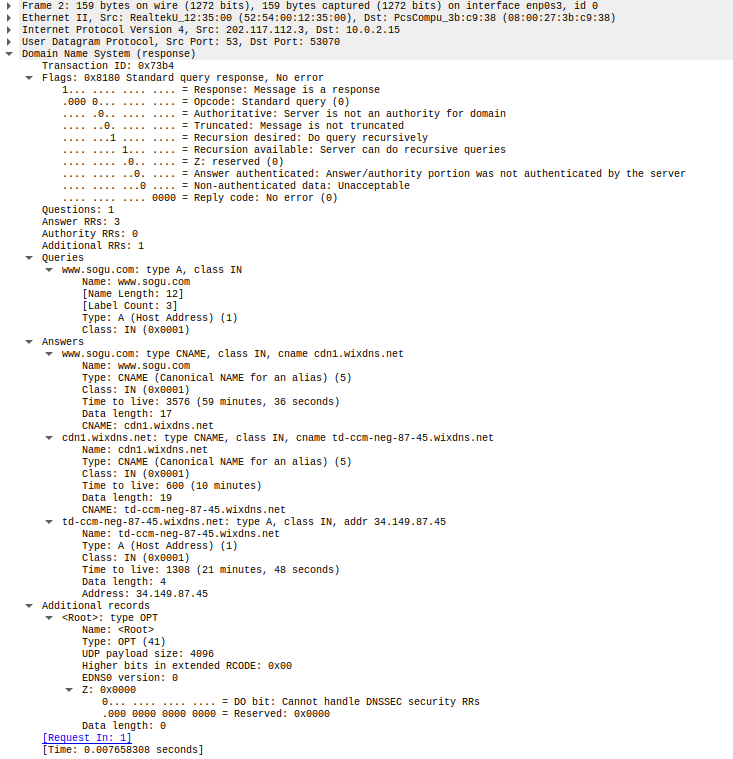 Frame 2: 159 bytes on wire (1272 bits), 159 bytes captured (1272 bits) on interface enp0s3, id 0
Ethernet II, Src: RealtekU_12:35:00 (52:54:00:12:35:00), Dst: PcsCompu_3b:c9:38 (08:00:27:3b:c9:38)
Internet Protocol Version 4, Src: 202.117.112.3, Dst: 10.0.2.15
User Datagram Protocol, Src Port: 53, Dst Port: 53070
Domain Name System (response)
Transaction ID: 0x73b4
Flags: 0x8180 Standard query response, No error
1... .... .... .... = Response: Message is a response
.000 0... .... .... = Opcode: Standard query (0)
.... .0.. .... .... = Authoritative: Server is not an authority for domain
.... ..0. .... .... = Truncated: Message is not truncated
.... ...1 .... .... = Recursion desired: Do query recursively
.... .... 1... .... = Recursion available: Server can do recursive queries
.... .... .0.. .... = Z: reserved (0)
.... .... ..0. .... = Answer authenticated: Answer/authority portion was not authenticated by the server
.... .... ...0 .... = Non-authenticated data: Unacceptable
.... .... .... 0000 = Reply code: No error (0)
Questions: 1
Answer RRs: 3
Authority RRs: 0
Additional RRs: 1
Queries
www.sogu.com: type A, class IN
Name: www.sogu.com
[Name Length: 12]
[Label Count: 3]
Type: A (Host Address) (1)
Class: IN (0x0001)
Answers
www.sogu.com: type CNAME, class IN, cname cdn1.wixdns.net
Name: www.sogu.com
Type: CNAME (Canonical NAME for an alias) (5)
Class: IN (0x0001)
Time to live: 3576 (59 minutes, 36 seconds)
Data length: 17
CNAME: cdn1.wixdns.net
cdn1.wixdns.net: type CNAME, class IN, cname td-ccm-neg-87-45.wixdns.net
Name: cdn1.wixdns.net
Type: CNAME (Canonical NAME for an alias) (5)
Class: IN (0x0001)
Time to live: 600 (10 minutes)
Data length: 19
CNAME: td-ccm-neg-87-45.wixdns.net
td-ccm-neg-87-45.wixdns.net: type A, class IN, addr 34.149.87.45
Name: td-ccm-neg-87-45.wixdns.net
Type: A (Host Address) (1)
Class: IN (0x0001)
Time to live: 1308 (21 minutes, 48 seconds)
Data length: 4
Address: 34.149.87.45
Additional records
<Root>: type OPT
Name: <Root>
Type: OPT (41)
UDP payload size: 4096
Higher bits in extended RCODE: 0x00
EDNS0 version: 0
Z: 0x0000
0... .... .... .... = DO bit: Cannot handle DNSSEC security RRs
.000 0000 0000 0000 = Reserved: 0x0000
Data length: 0
[Request In: 1]
[Time: 0.007658308 seconds]